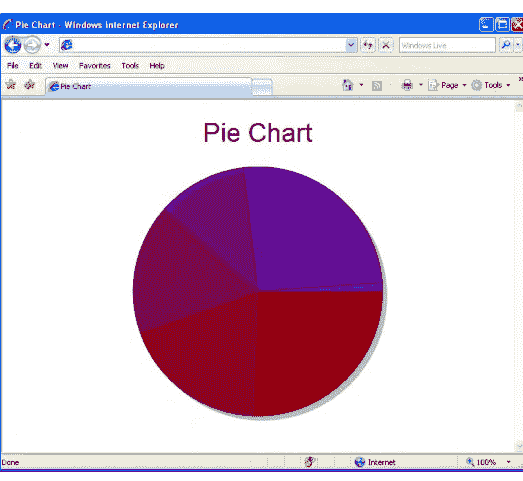 Pie Chart - Windows Internet Explorer
Windows Live
File Edit View Favorites Tools Help
Pie Chart
Page
Tools
Pie Chart
Done
Internet
100%